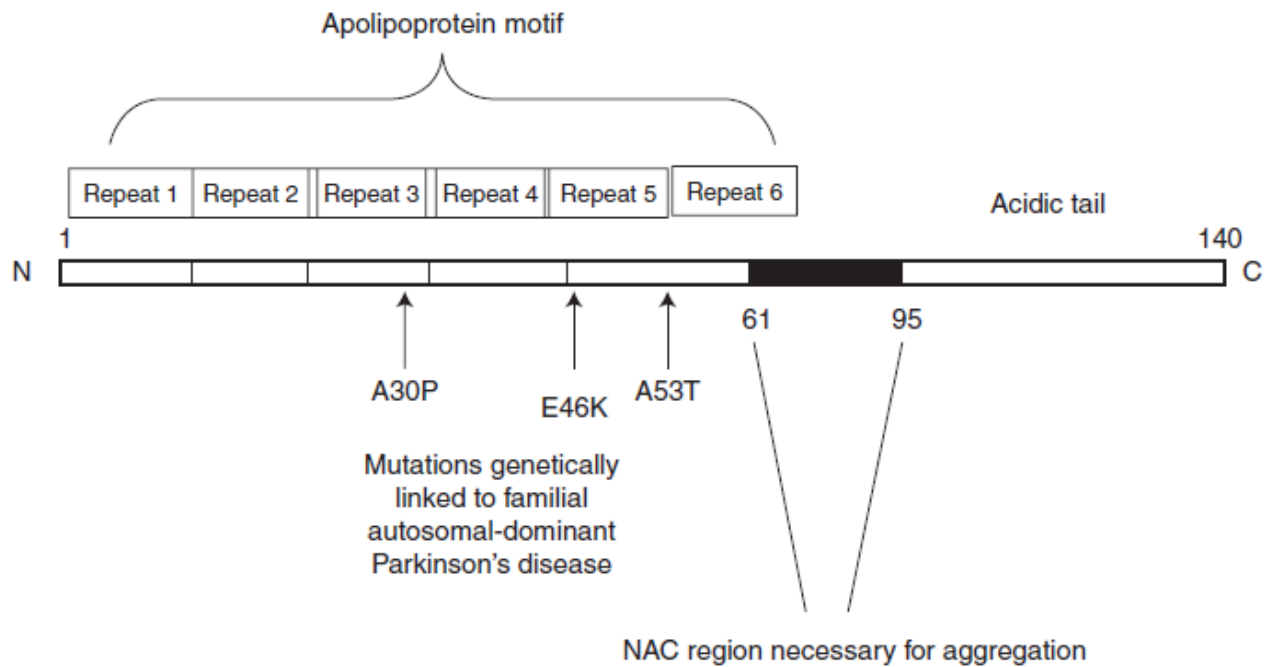 Apolipoprotein motif
Repeat 1 Repeat 2 Repeat 3 Repeat 4 Repeat 5 Repeat 6
Acidic tail
1 140
N C
61 95
A30P E46K A53T
Mutations genetically
linked to familial
autosomal-dominant
Parkinson's disease
NAC region necessary for aggregation